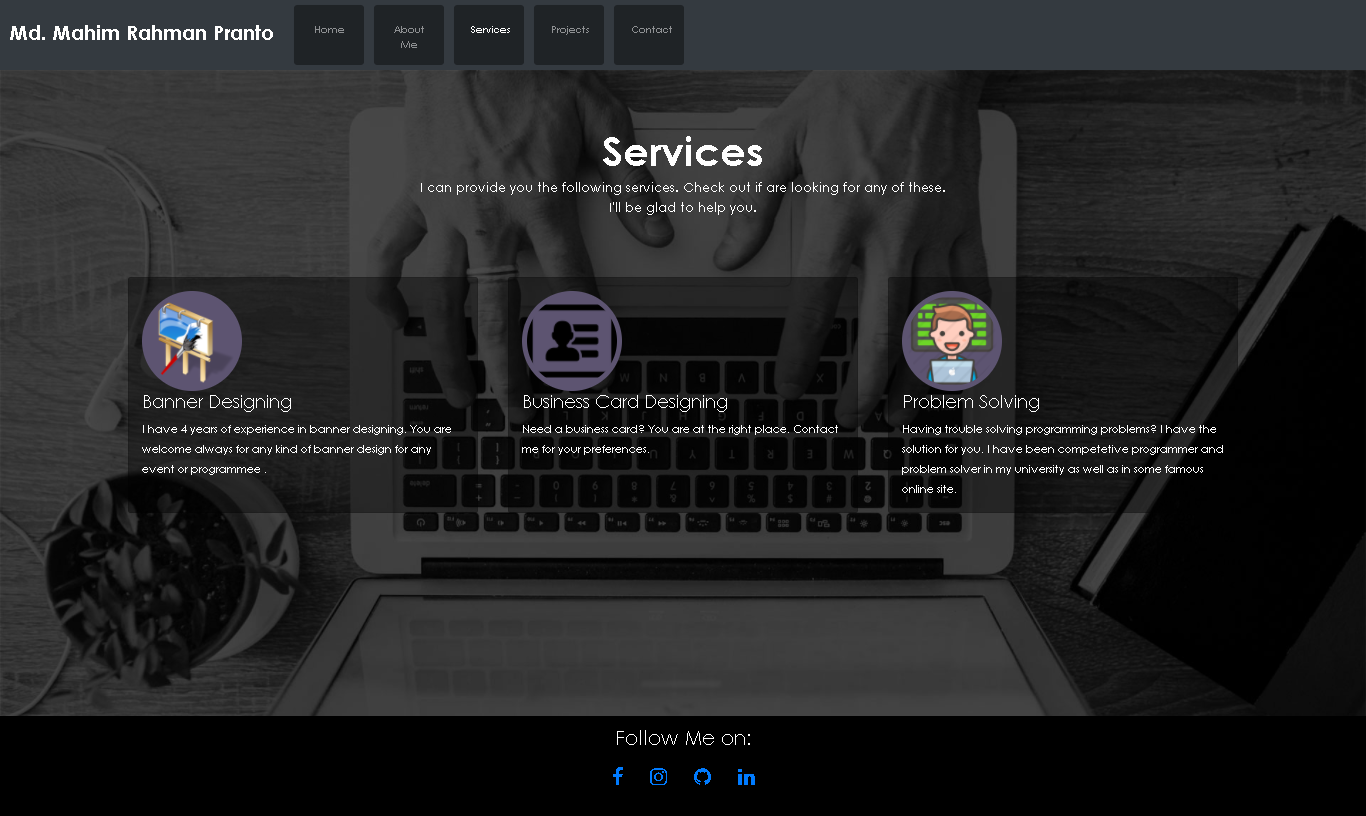 Md. Mahim Rahman Pranto
Home
About
Me
Services
Projects
Contact
Services
I can provide you the following services. Check out if are looking for any of these.
I'll be glad to help you.
Banner Designing
I have 4 years of experience in banner designing. You are
welcome always for any kind of banner design for any
event or programmee .
Business Card Designing
Need a business card? You are at the right place. Contact
me for your preferences.
Problem Solving
Having trouble solving programming problems? I have the
solution for you. I have been competetive programmer and
problem solver in my university as well as in some famous
online site.
Follow Me on: